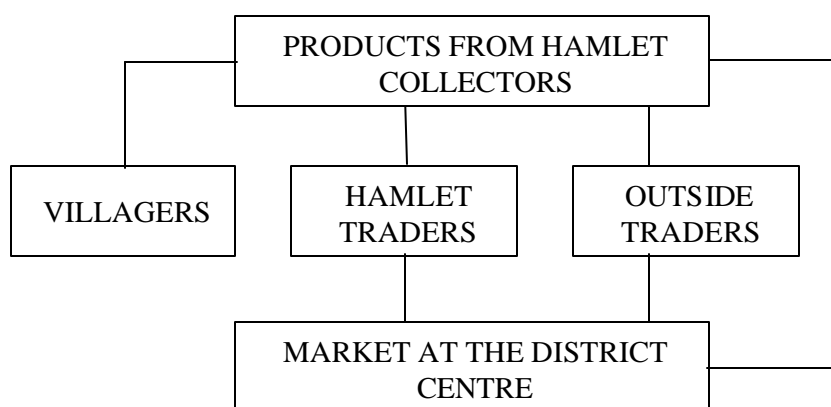 PRODUCTS FROM HAMLET
COLLECTORS
VILLAGERS
HAMLET
TRADERS
OUTSIDE
TRADERS
MARKET AT THE DISTRICT
CENTRE